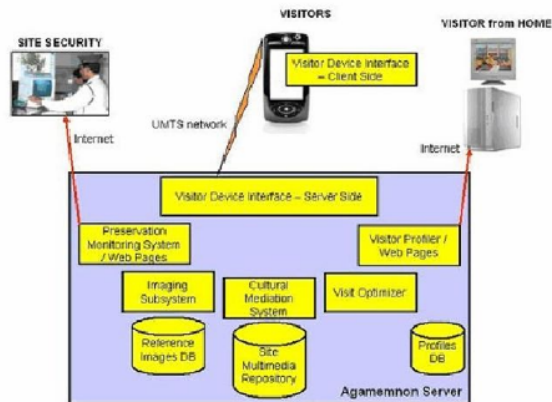 VISITORS
VISITOR from HOME
SITE SECURITY
Visitor Device Interface
– Client Side
UMTS network
Internet
Internet
Visitor Device Interface – Server Side
Preservation
Monitoring System
/ Web Pages
Visitor Profiler /
Web Pages
Imaging
Subsystem
Cultural
Mediation
System
Visit Optimizer
Reference
Images DB
Site
Multimedia
Repository
Profiles
DB
Agamemnon Server